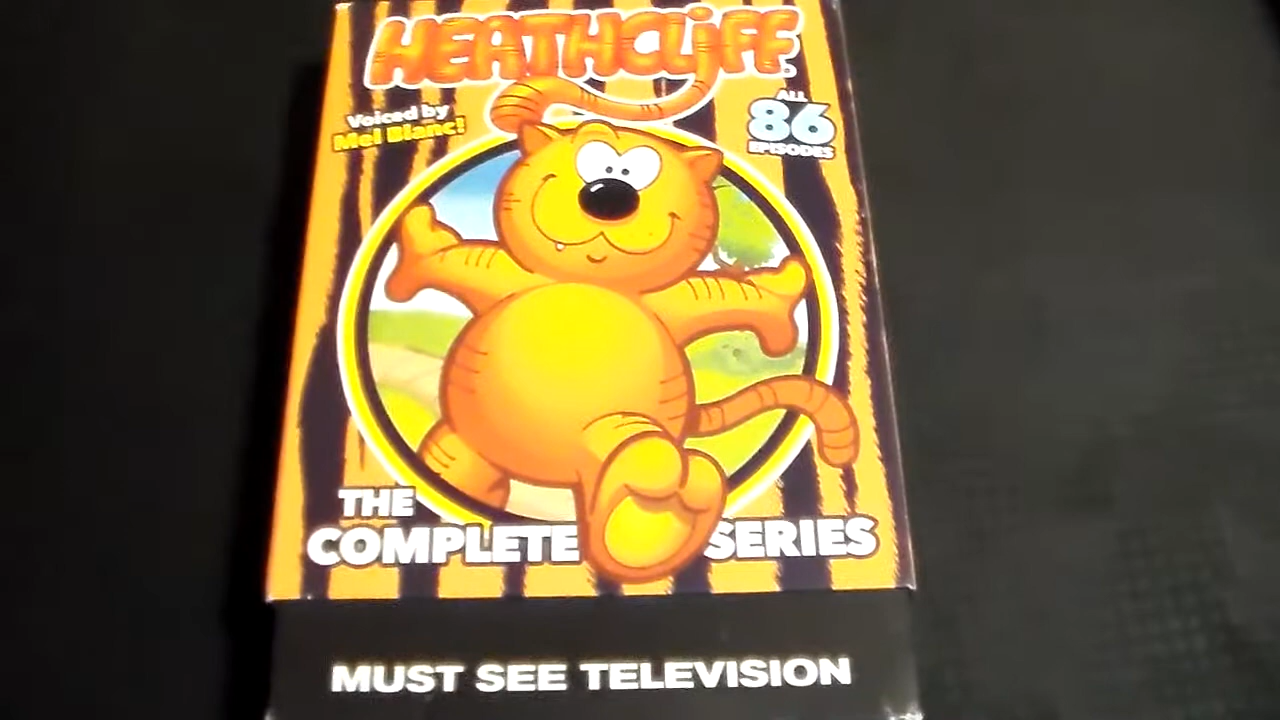 HEATHCLIFF
Voiced by
Mel Blanc!
ALL
86
EPISODES
THE
COMPLETE SERIES
MUST SEE TELEVISION